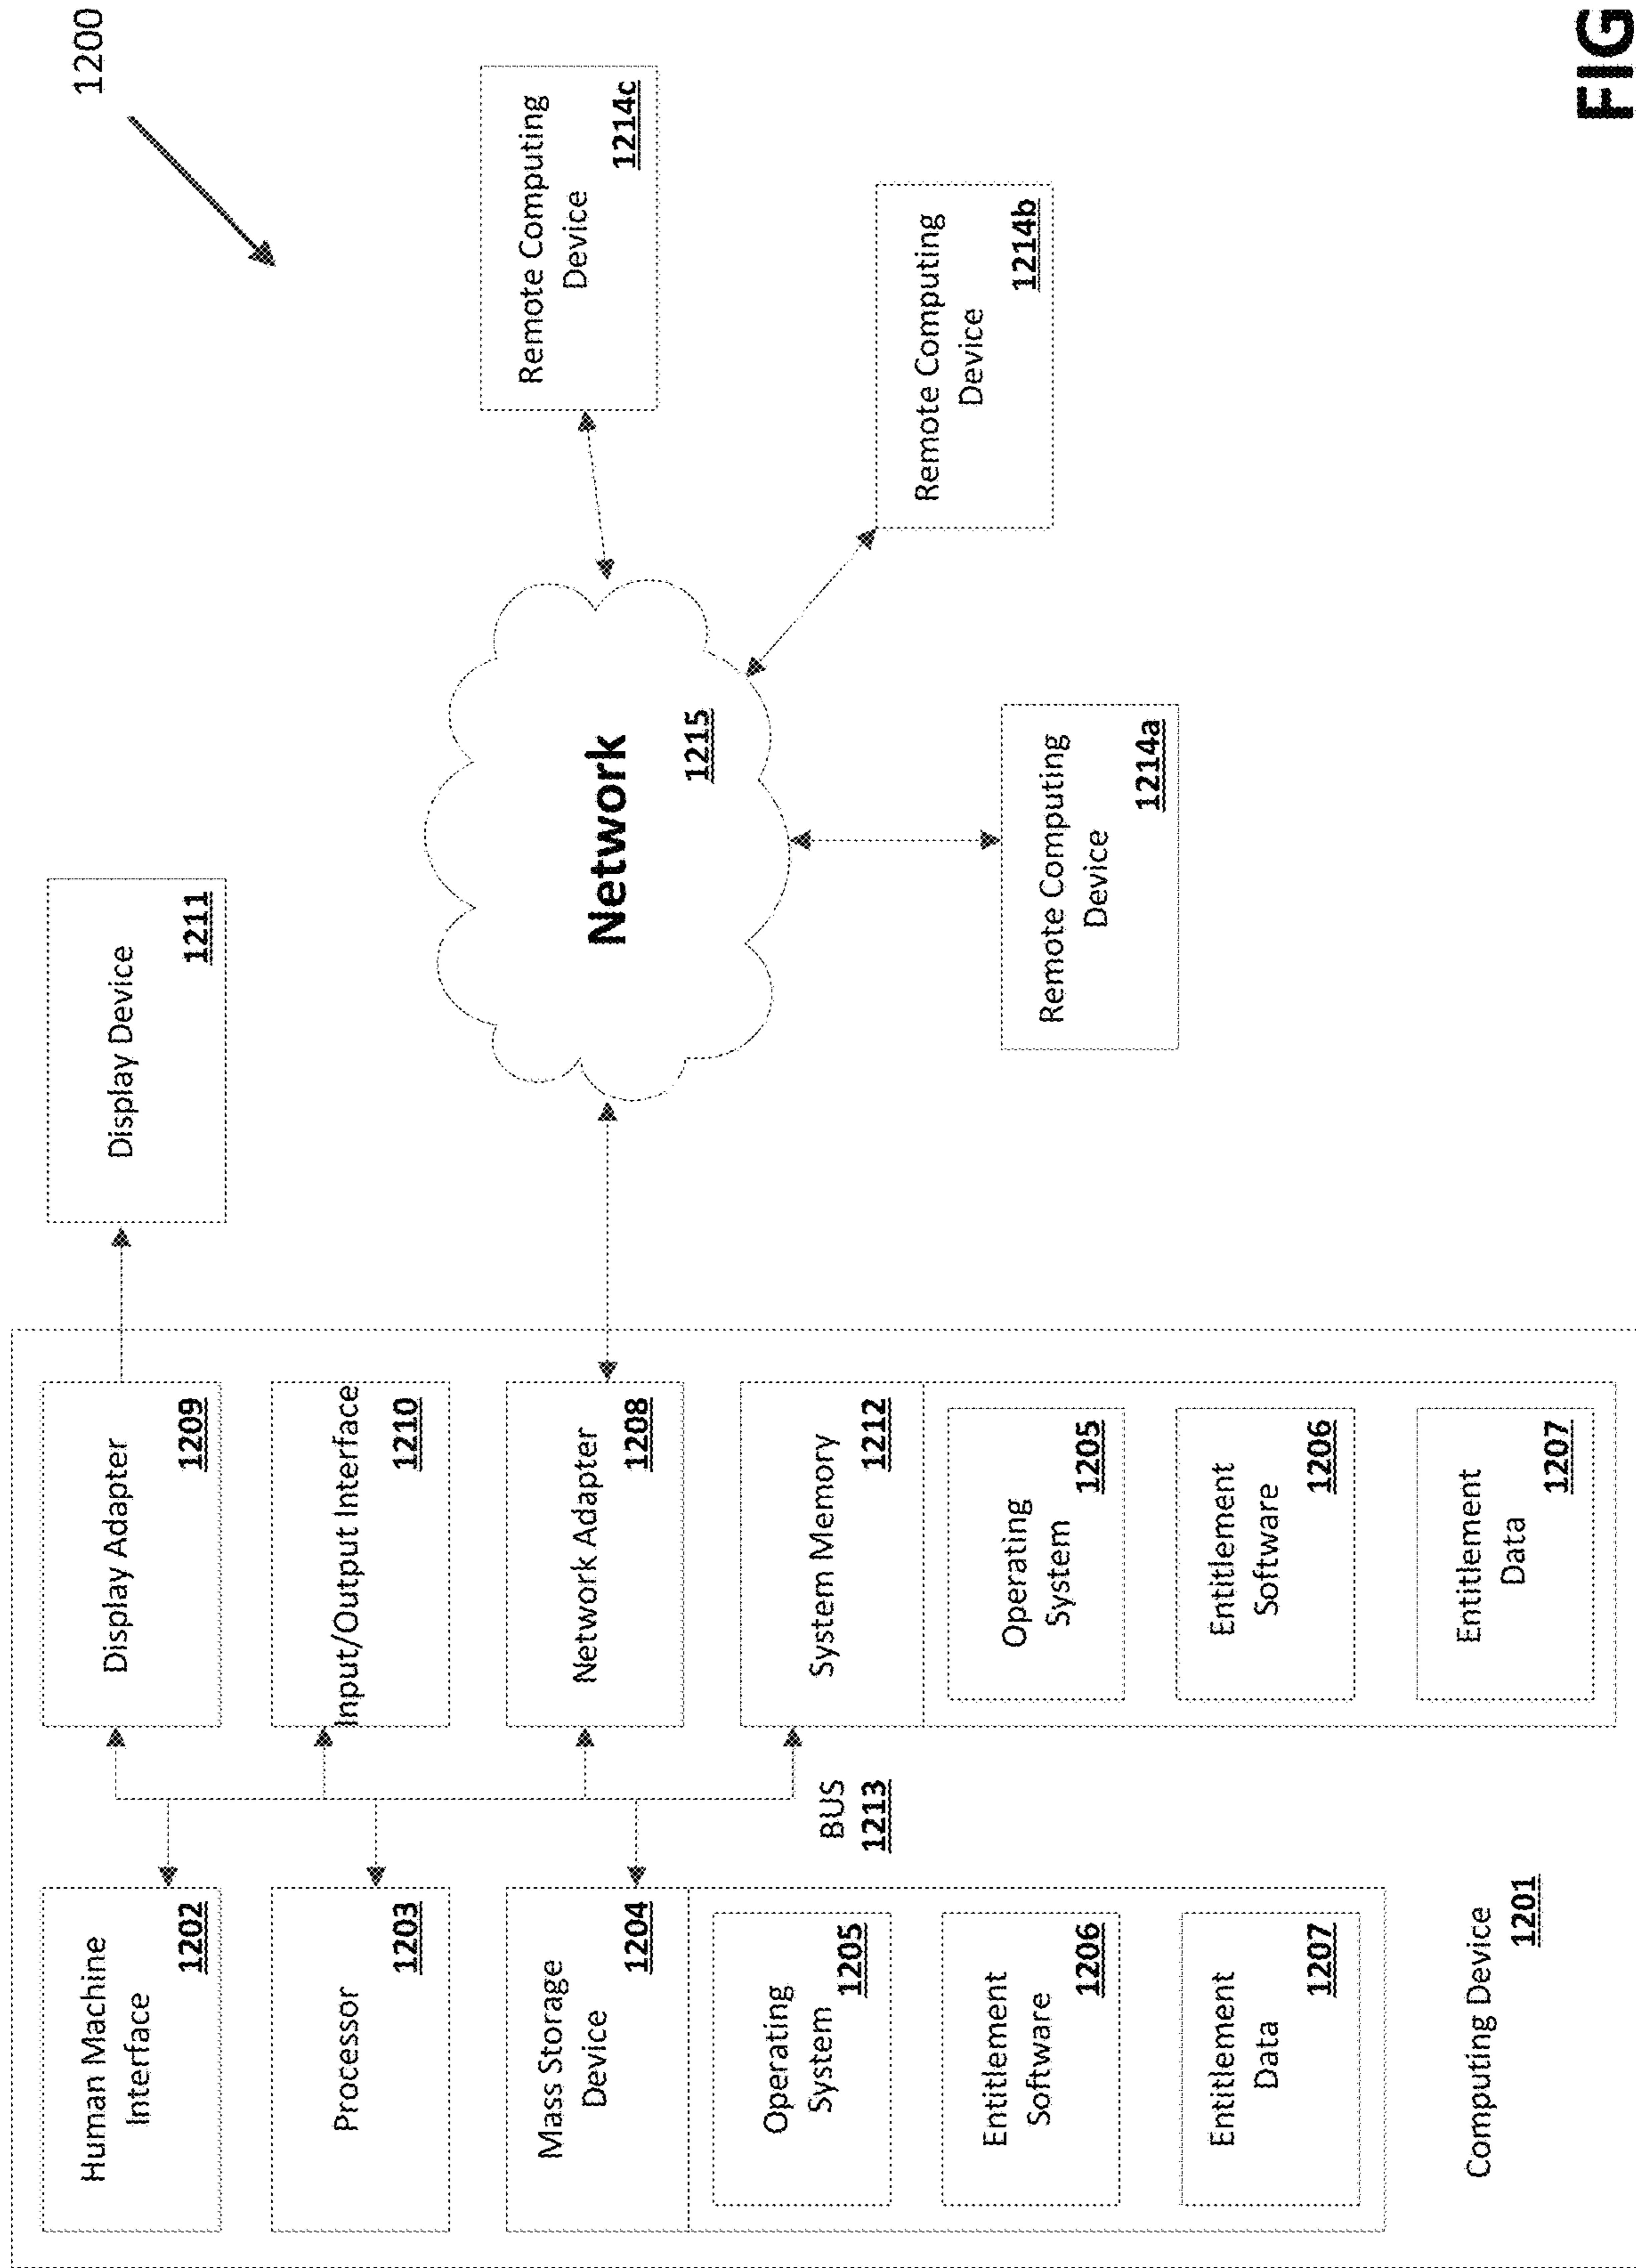 1200
Human Machine
Interface
1202
Processor
1203
Mass Storage
Device
1204
Operating
System
1205
Entitlement
Software
1206
Entitlement
Data
1207
Computing Device
1201
BUS
1213
Display Adapter
1209
Input/Output Interface
1210
Network Adapter
1208
System Memory
1212
Operating
System
1205
Entitlement
Software
1206
Entitlement
Data
1207
Display Device
1211
Network
1215
Remote Computing
Device
1214a
Remote Computing
Device
1214b
Remote Computing
Device
1214c
FIG